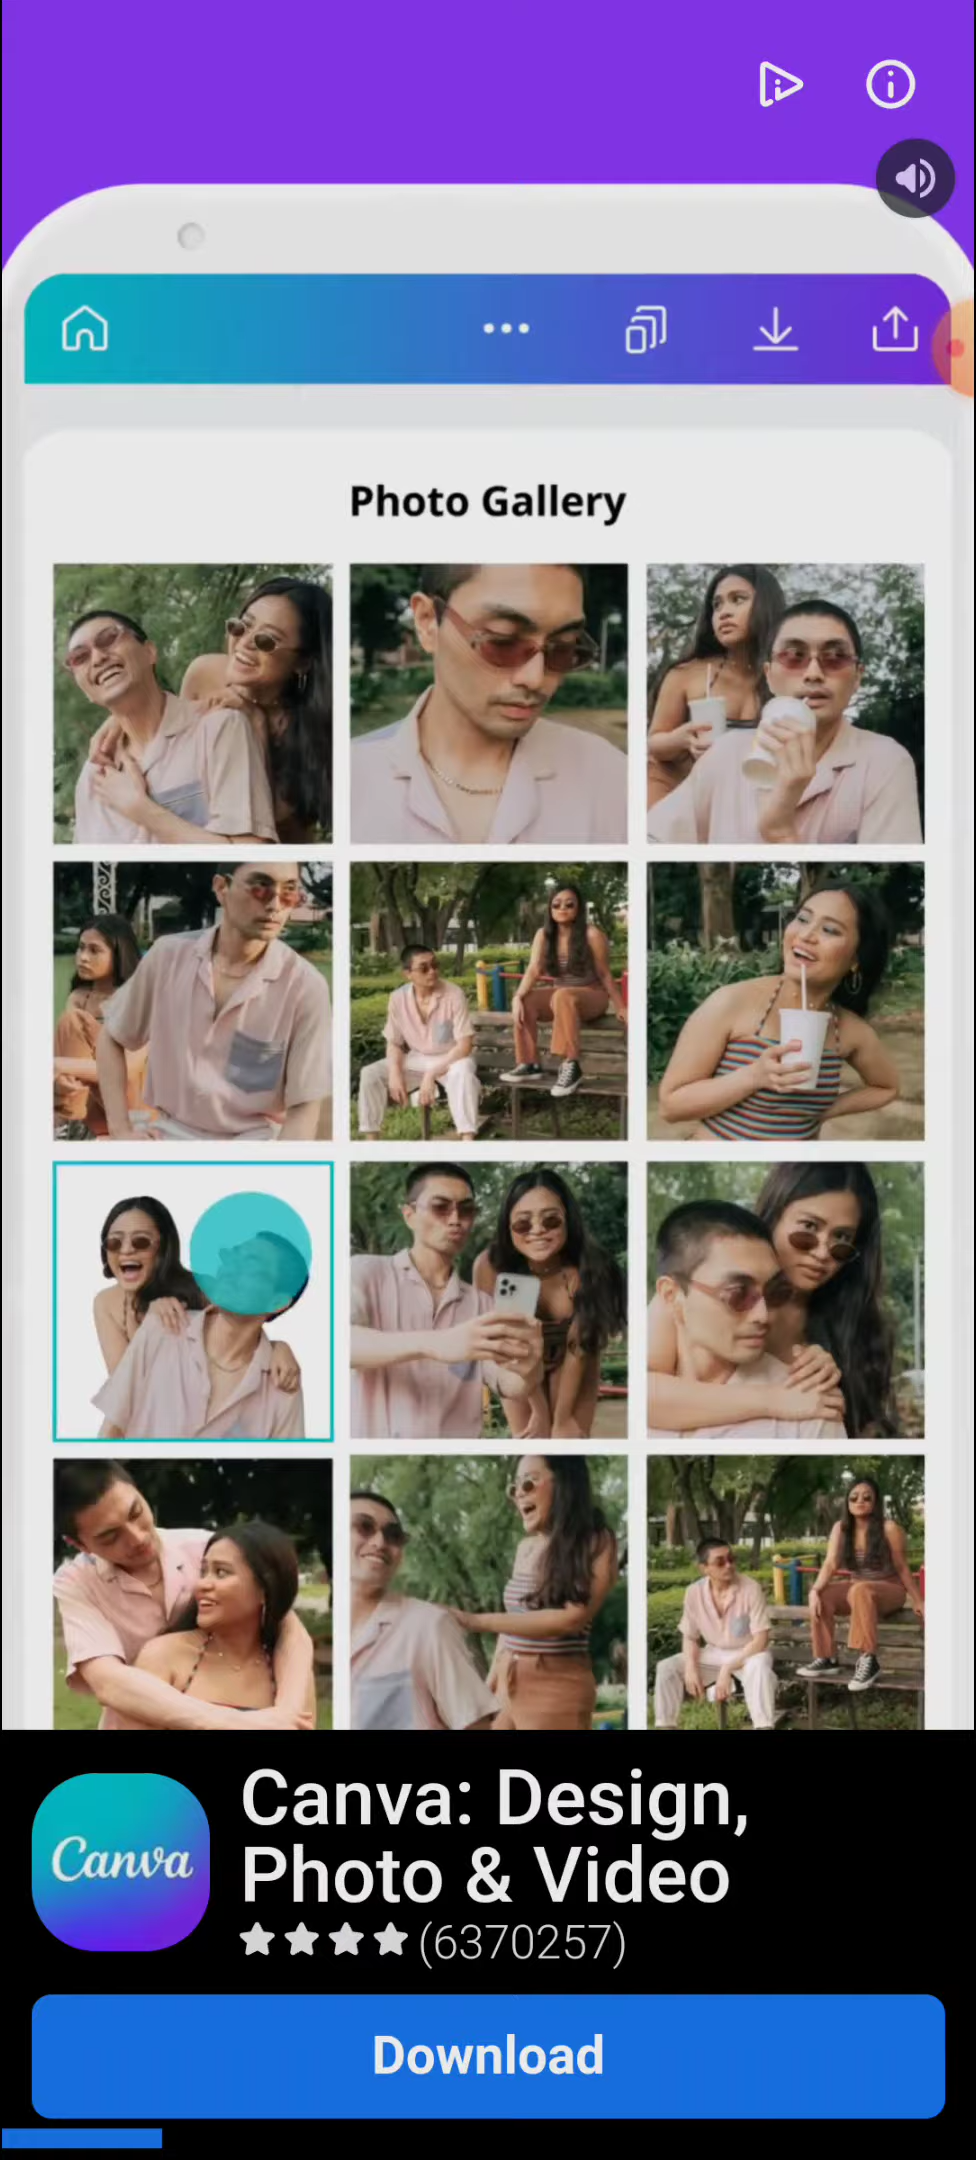 Photo Gallery
Canva
Canva: Design,
Photo & Video
(6370257)
Download